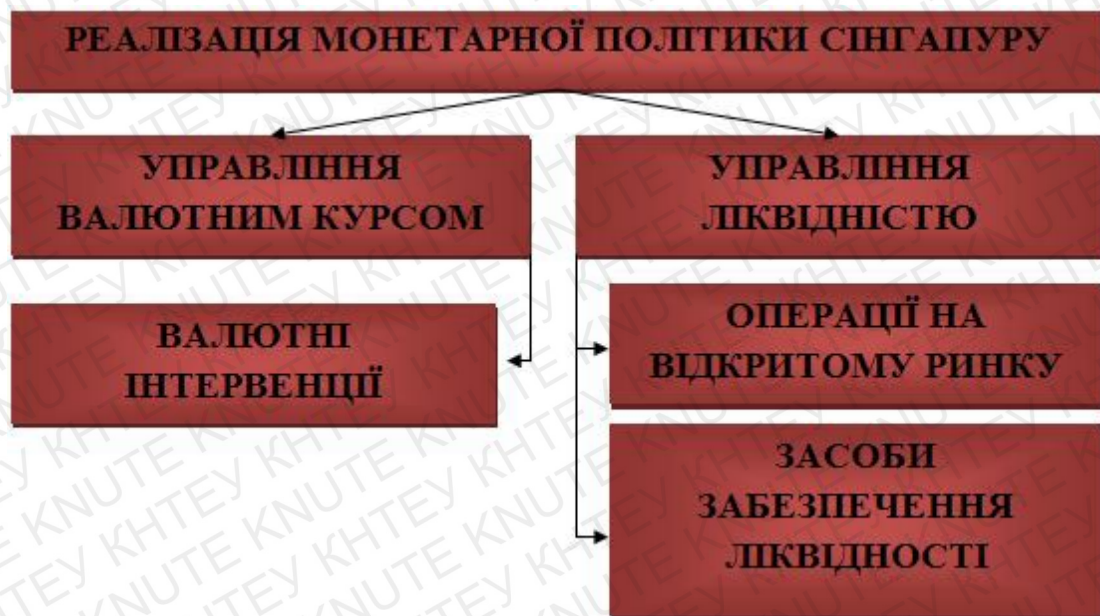 РЕАЛІЗАЦІЯ МОНЕТАРНОЇ ПОЛІТИКИ СІНГАПУРУ
УПРАВЛІННЯ
ВАЛЮТНИМ КУРСОМ
ВАЛЮТНІ
ІНТЕРВЕНЦІЇ
УПРАВЛІННЯ
ЛІКВІДНІСТЮ
ОПЕРАЦІЇ НА
ВІДКРИТОМУ РИНКУ
ЗАСОБИ
ЗАБЕЗПЕЧЕННЯ
ЛІКВІДНОСТІ